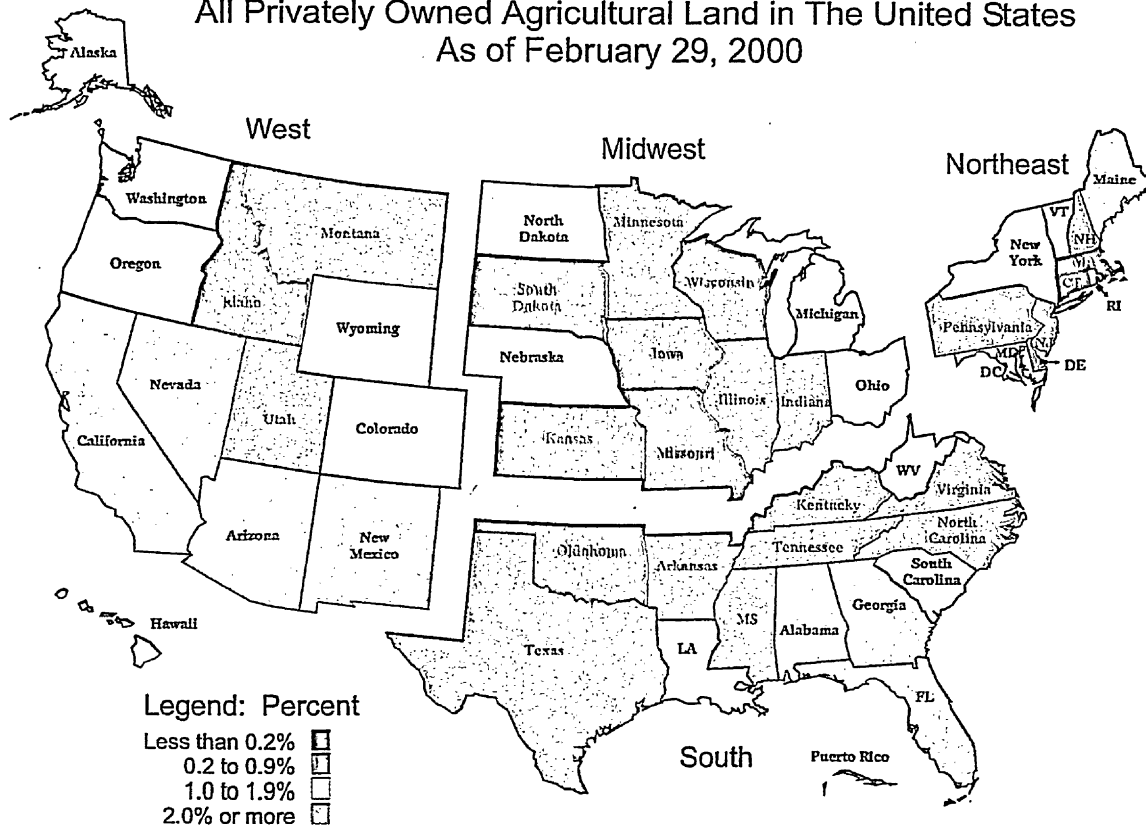 All Privately Owned Agricultural Land in The United States
As of February 29, 2000
Alaska
West
Midwest
Northeast
Washington
Oregon
Montana
Idaho
Wyoming
California
Nevada
Utah
Colorado
Arizona
New
Mexico
Hawaii
North
Dakota
South
Dakota
Nebraska
Kansas
Minnesota
Wisconsin
Michigan
Iowa
Illinois
Indiana
Ohio
Missouri
Maine
VT
NH
New
York
MA
CT
RI
Pennsylvania
NJ
MD
DE
DC
WV
Kentucky
Virginia
Tennessee
North
Carolina
South
Carolina
Oklahoma
Arkansas
Texas
LA
MS
Alabama
Georgia
FL
South
Puerto Rico
Legend: Percent
Less than 0.2%
0.2 to 0.9%
1.0 to 1.9%
2.0% or more